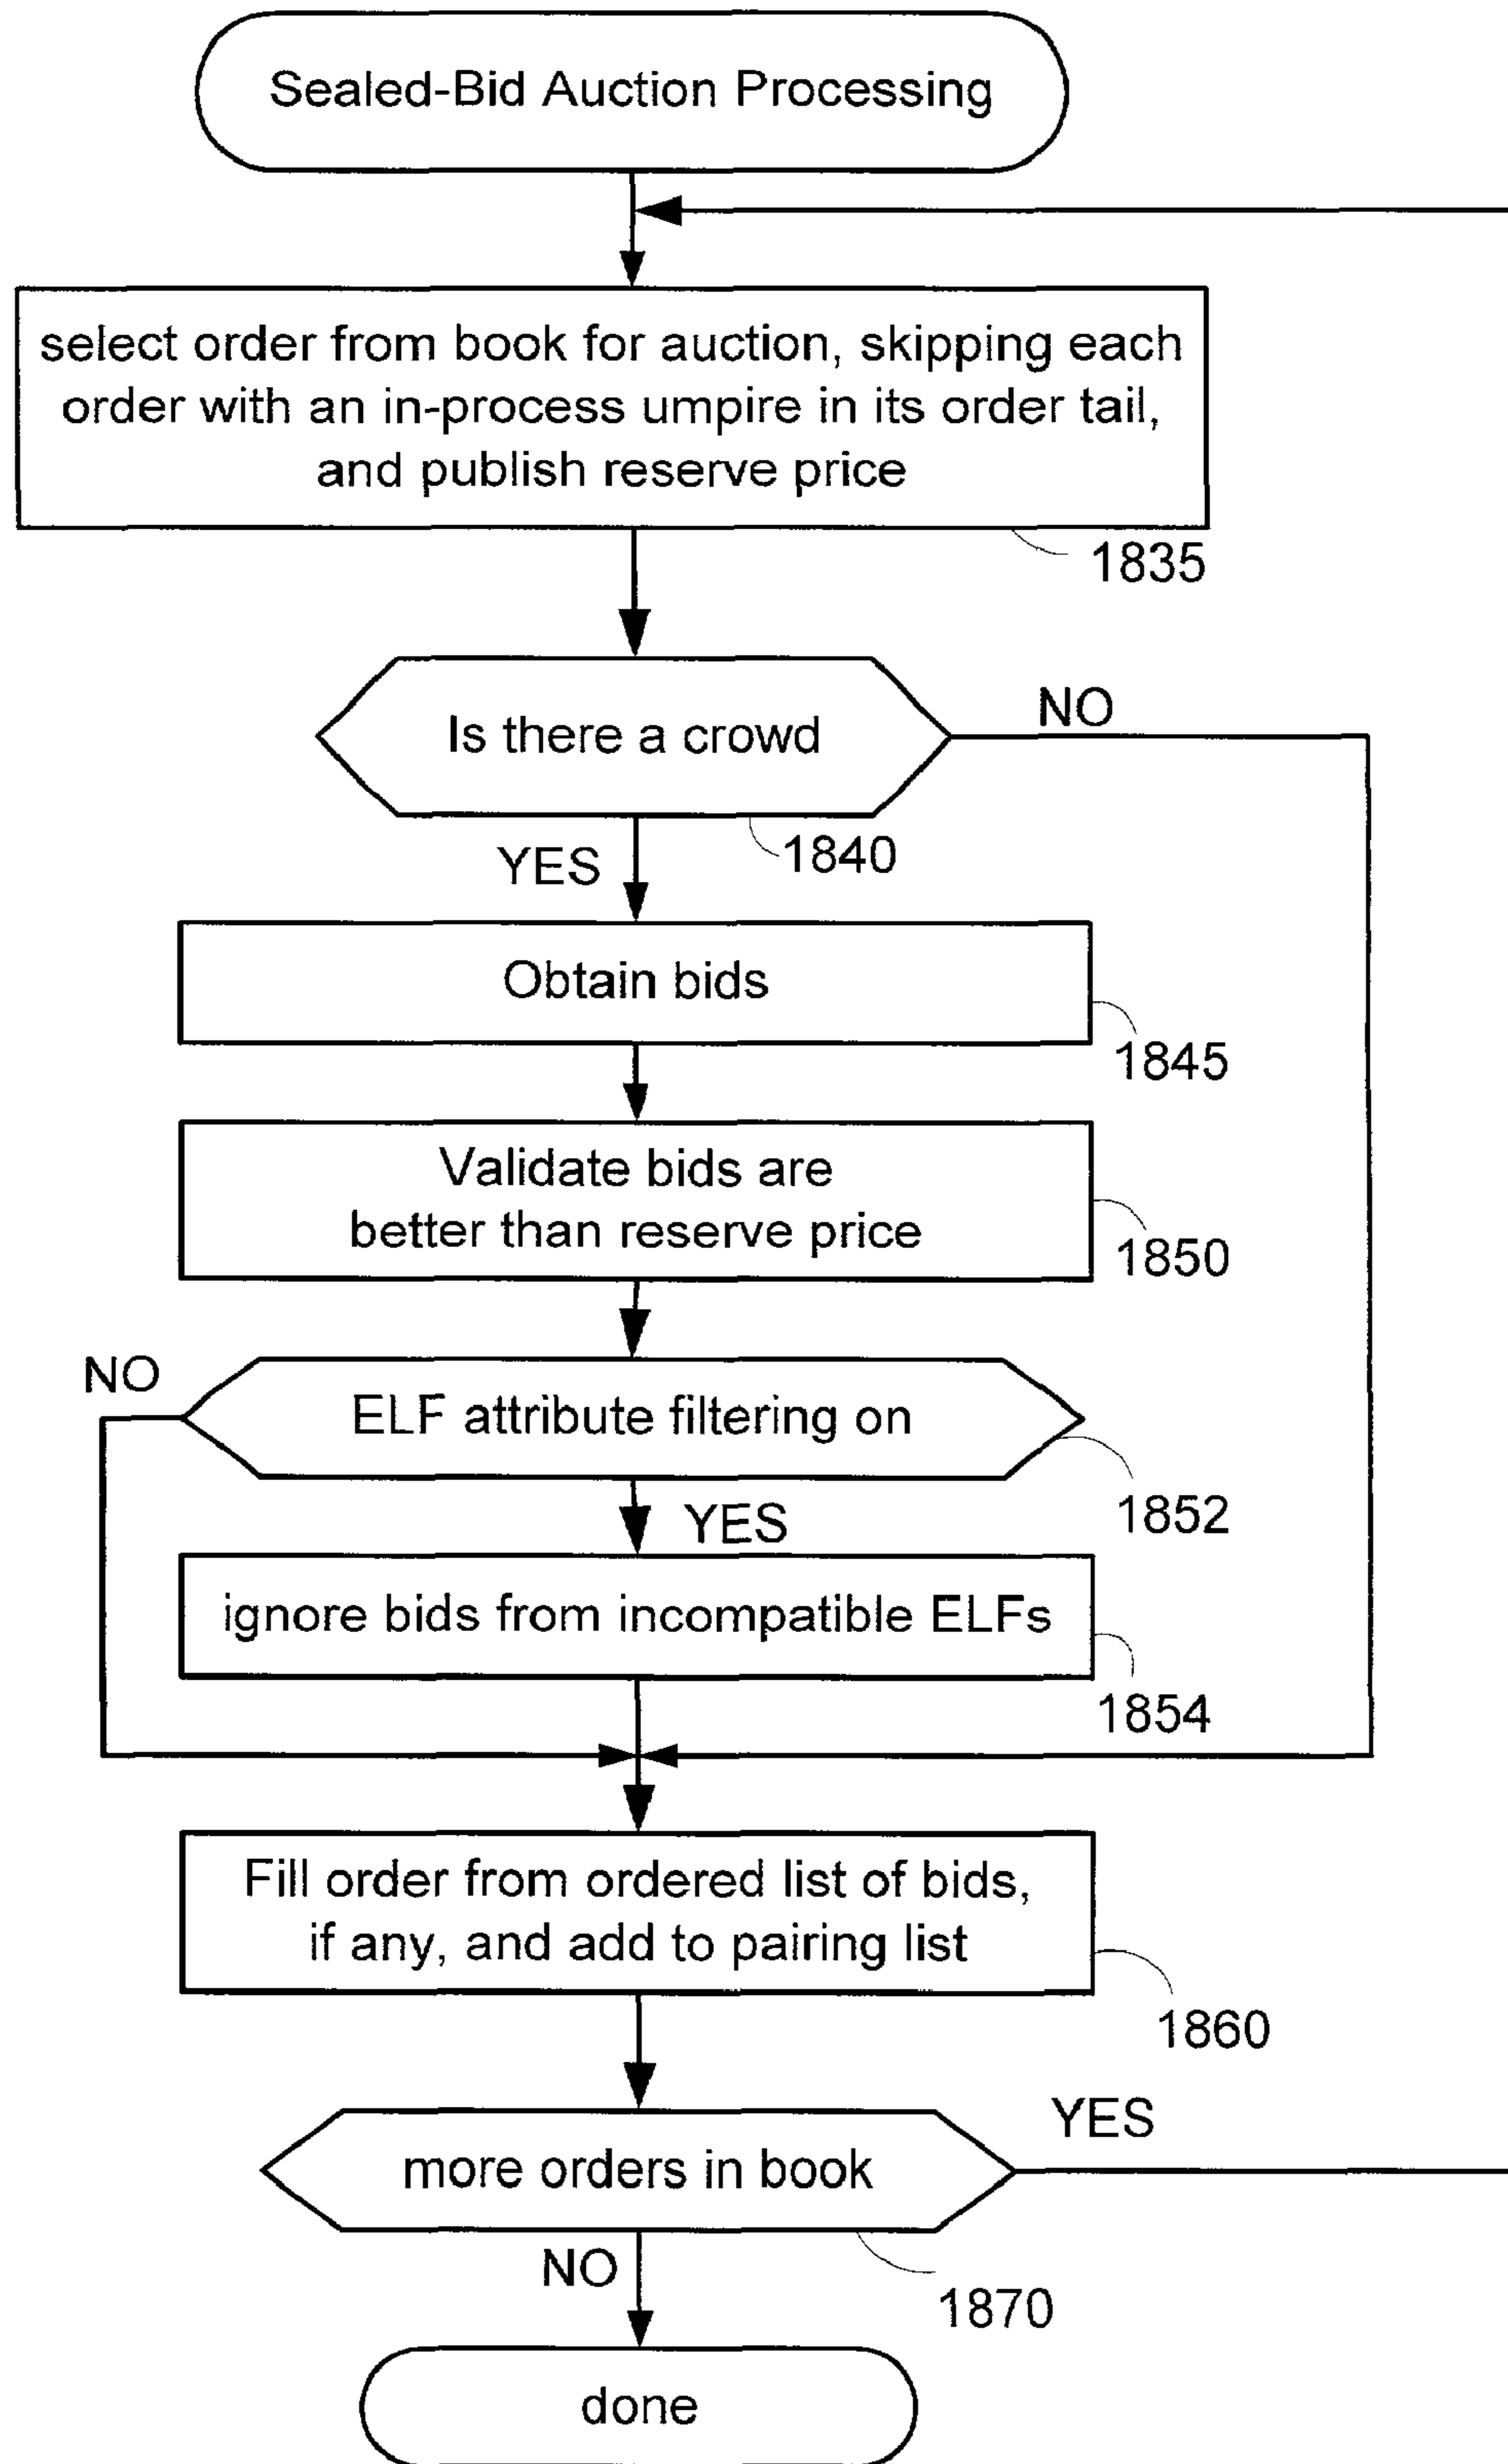 Sealed-Bid Auction Processing
select order from book for auction, skipping each
order with an in-process umpire in its order tail,
and publish reserve price
1835
Is there a crowd
NO
1840
YES
Obtain bids
1845
Validate bids are
better than reserve price
1850
NO
ELF attribute filtering on
1852
YES
ignore bids from incompatible ELFs
1854
Fill order from ordered list of bids,
if any, and add to pairing list
1860
YES
more orders in book
NO
1870
done